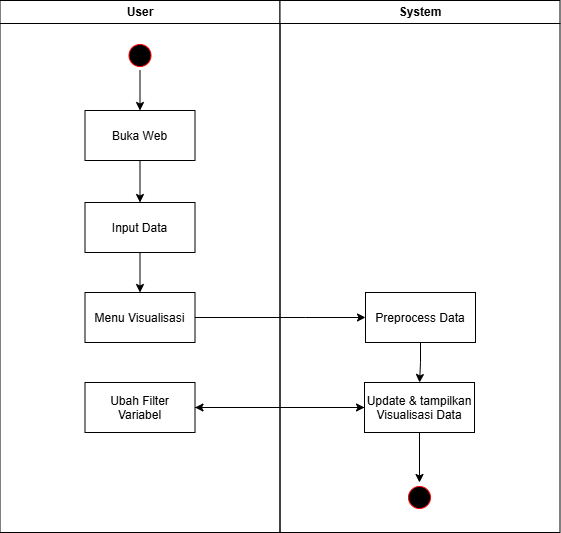 User
System
Buka Web
Input Data
Menu Visualisasi
Preprocess Data
Ubah Filter
Variabel
Update & tampilkan
Visualisasi Data